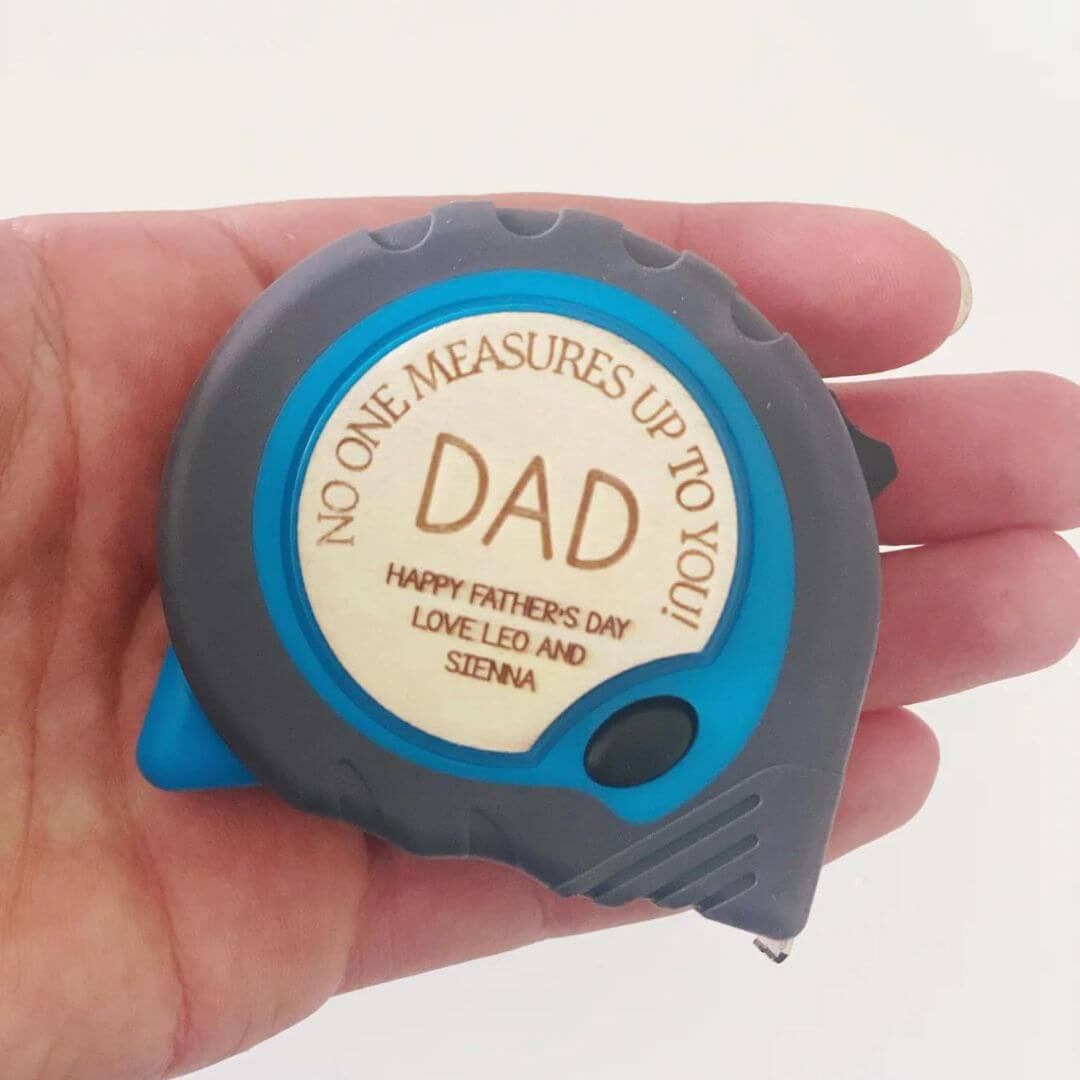 NO ONE MEASURES UP TO YOU!
DAD
HAPPY FATHER'S DAY
LOVE LEO AND
SIENNA